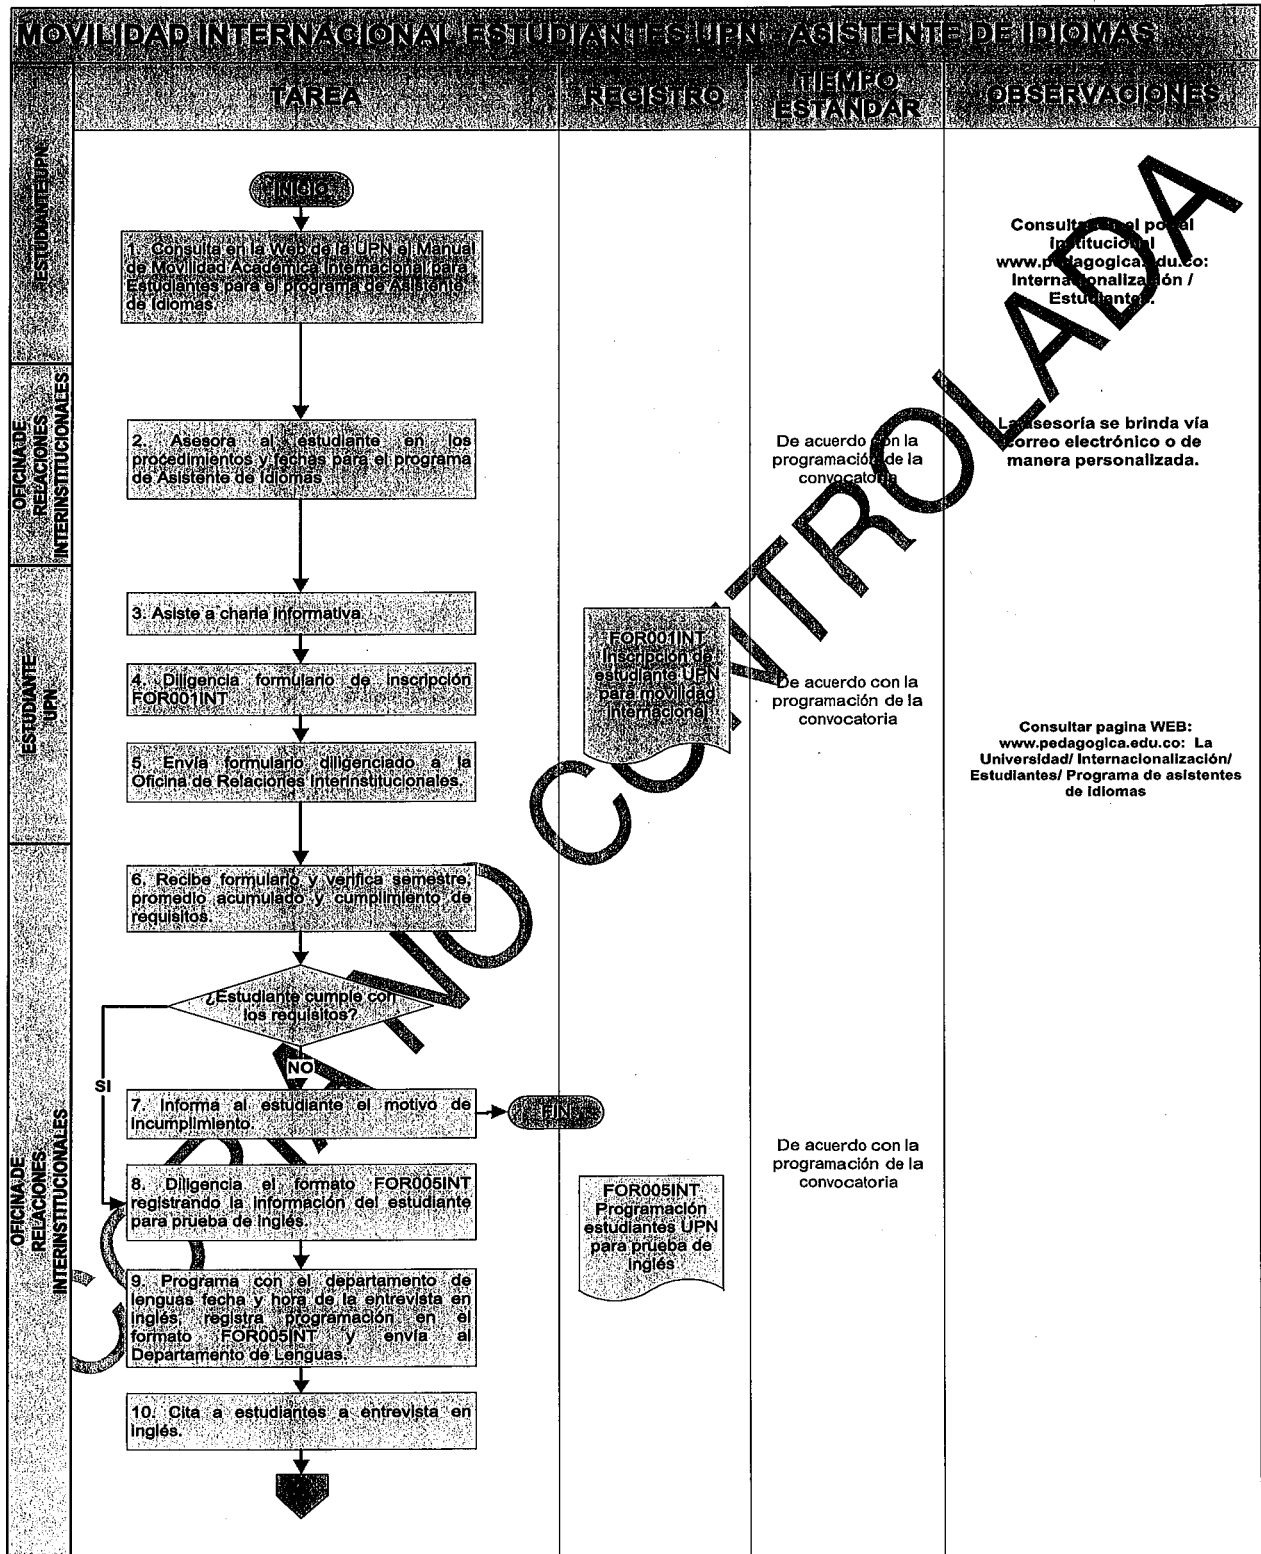 MOVILIDAD INTERNACIONAL ESTUDIANTES UPN - ASISTENTE DE IDIOMAS
TAREA
REGISTRO
TIEMPO
ESTANDAR
OBSERVACIONES
ESTUDIANTE UPN
INICIO
1. Consulta en la Web de la UPN el Manual
de Movilidad Académica Internacional para
Estudiantes para el programa de Asistente
de Idiomas.
Consultar en el portal
institucional
www.pedagogica.edu.co:
Internacionalización /
Estudiantes.
OFICINA DE
RELACIONES
INTERINSTITUCIONALES
2. Asesora al estudiante en los
procedimientos y fechas para el programa
de Asistente de Idiomas
De acuerdo con la
programación de la
convocatoria
La asesoría se brinda vía
correo electrónico o de
manera personalizada.
ESTUDIANTE
UPN
3. Asiste a charla informativa.
4. Diligencia formulario de inscripción
FOR001INT
5. Envía formulario diligenciado a la
Oficina de Relaciones Interinstitucionales.
FOR001INT
Inscripción de
estudiante UPN
para movilidad
internacional
De acuerdo con la
programación de la
convocatoria
Consultar pagina WEB:
www.pedagogica.edu.co: La
Universidad/ Internacionalización/
Estudiantes/ Programa de asistentes
de idiomas
OFICINA DE
RELACIONES
INTERINSTITUCIONALES
6. Recibe formulario y verifica semestre,
promedio acumulado y cumplimiento de
requisitos.
¿Estudiante cumple con
los requisitos?
NO
SI
7. Informa al estudiante el motivo de
incumplimiento.
FIN
8. Diligencia el formato FOR005INT
registrando la información del estudiante
para prueba de Inglés.
FOR005INT
Programación
estudiantes UPN
para prueba de
inglés
De acuerdo con la
programación de la
convocatoria
9. Programa con el departamento de
lenguas fecha y hora de la entrevista en
Inglés, registra programación en el
formato FOR005INT y envía al
Departamento de Lenguas.
10. Cita a estudiantes a entrevista en
Inglés.
COPIA NO CONTROLADA